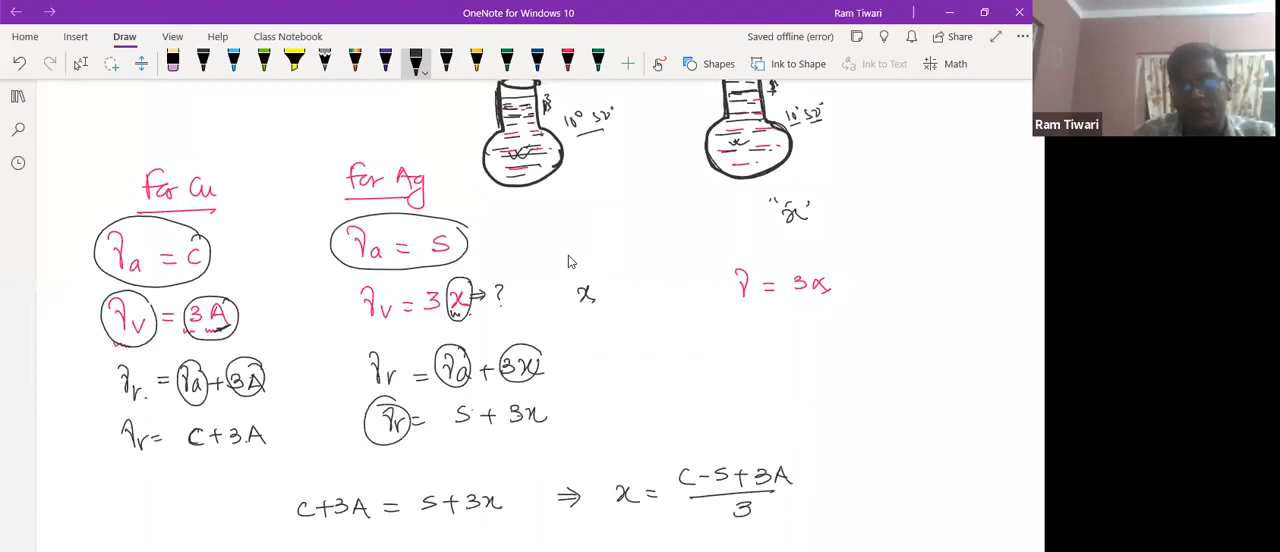 OneNote for Windows 10
Ram Tiwari
Home Insert Draw View Help Class Notebook
Saved offline (error)
Share
Shapes
Ink to Shape
Ink to Text
Math
Ram Tiwari
10° 50°
10° 50°
"x"
for Cu
for Ag
γa = c
γa = s
γv = 3A
γv = 3x ⇒ ?
x
γ = 3α
γr = γa + 3A
γr = γa + 3x
γr = c + 3A
γr = s + 3x
c + 3A = s + 3x ⇒ x = (c - s + 3A) / 3